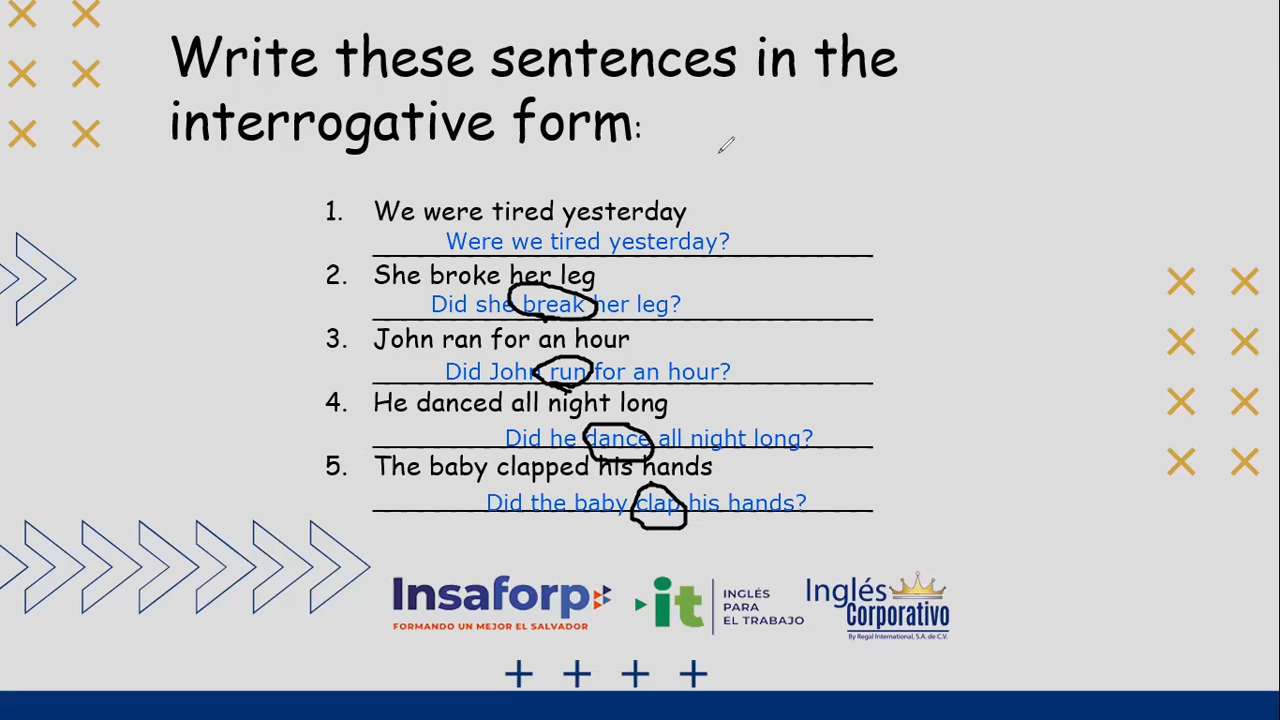 Write these sentences in the
interrogative form:
1. We were tired yesterday
Were we tired yesterday?
2. She broke her leg
Did she break her leg?
3. John ran for an hour
Did John run for an hour?
4. He danced all night long
Did he dance all night long?
5. The baby clapped his hands
Did the baby clap his hands?
Insaforp
FORMANDO UN MEJOR EL SALVADOR
it
INGLÉS
PARA
EL TRABAJO
Inglés
Corporativo
By Regal International, S.A. de C.V.